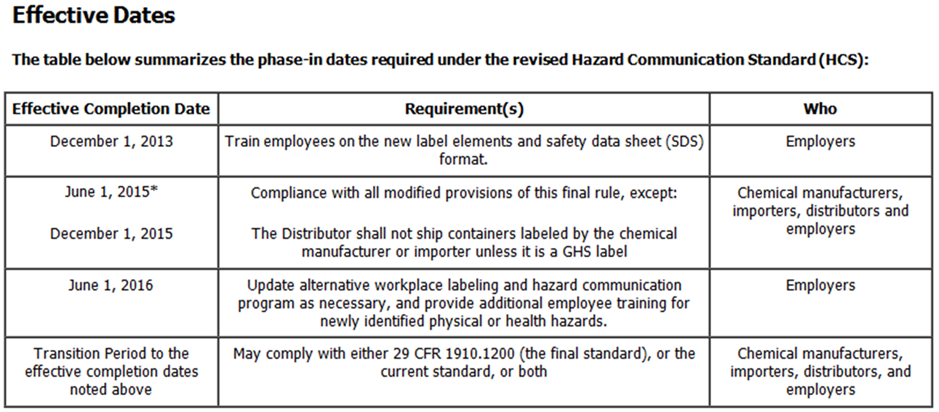 Effective Dates
The table below summarizes the phase-in dates required under the revised Hazard Communication Standard (HCS):
Effective Completion Date
Requirement(s)
Who
December 1, 2013
Train employees on the new label elements and safety data sheet (SDS)
format.
Employers
June 1, 2015*
Compliance with all modified provisions of this final rule, except:
Chemical manufacturers,
importers, distributors and
employers
December 1, 2015
The Distributor shall not ship containers labeled by the chemical
manufacturer or importer unless it is a GHS label
June 1, 2016
Update alternative workplace labeling and hazard communication
program as necessary, and provide additional employee training for
newly identified physical or health hazards.
Employers
Transition Period to the
effective completion dates
noted above
May comply with either 29 CFR 1910.1200 (the final standard), or the
current standard, or both
Chemical manufacturers,
importers, distributors, and
employers